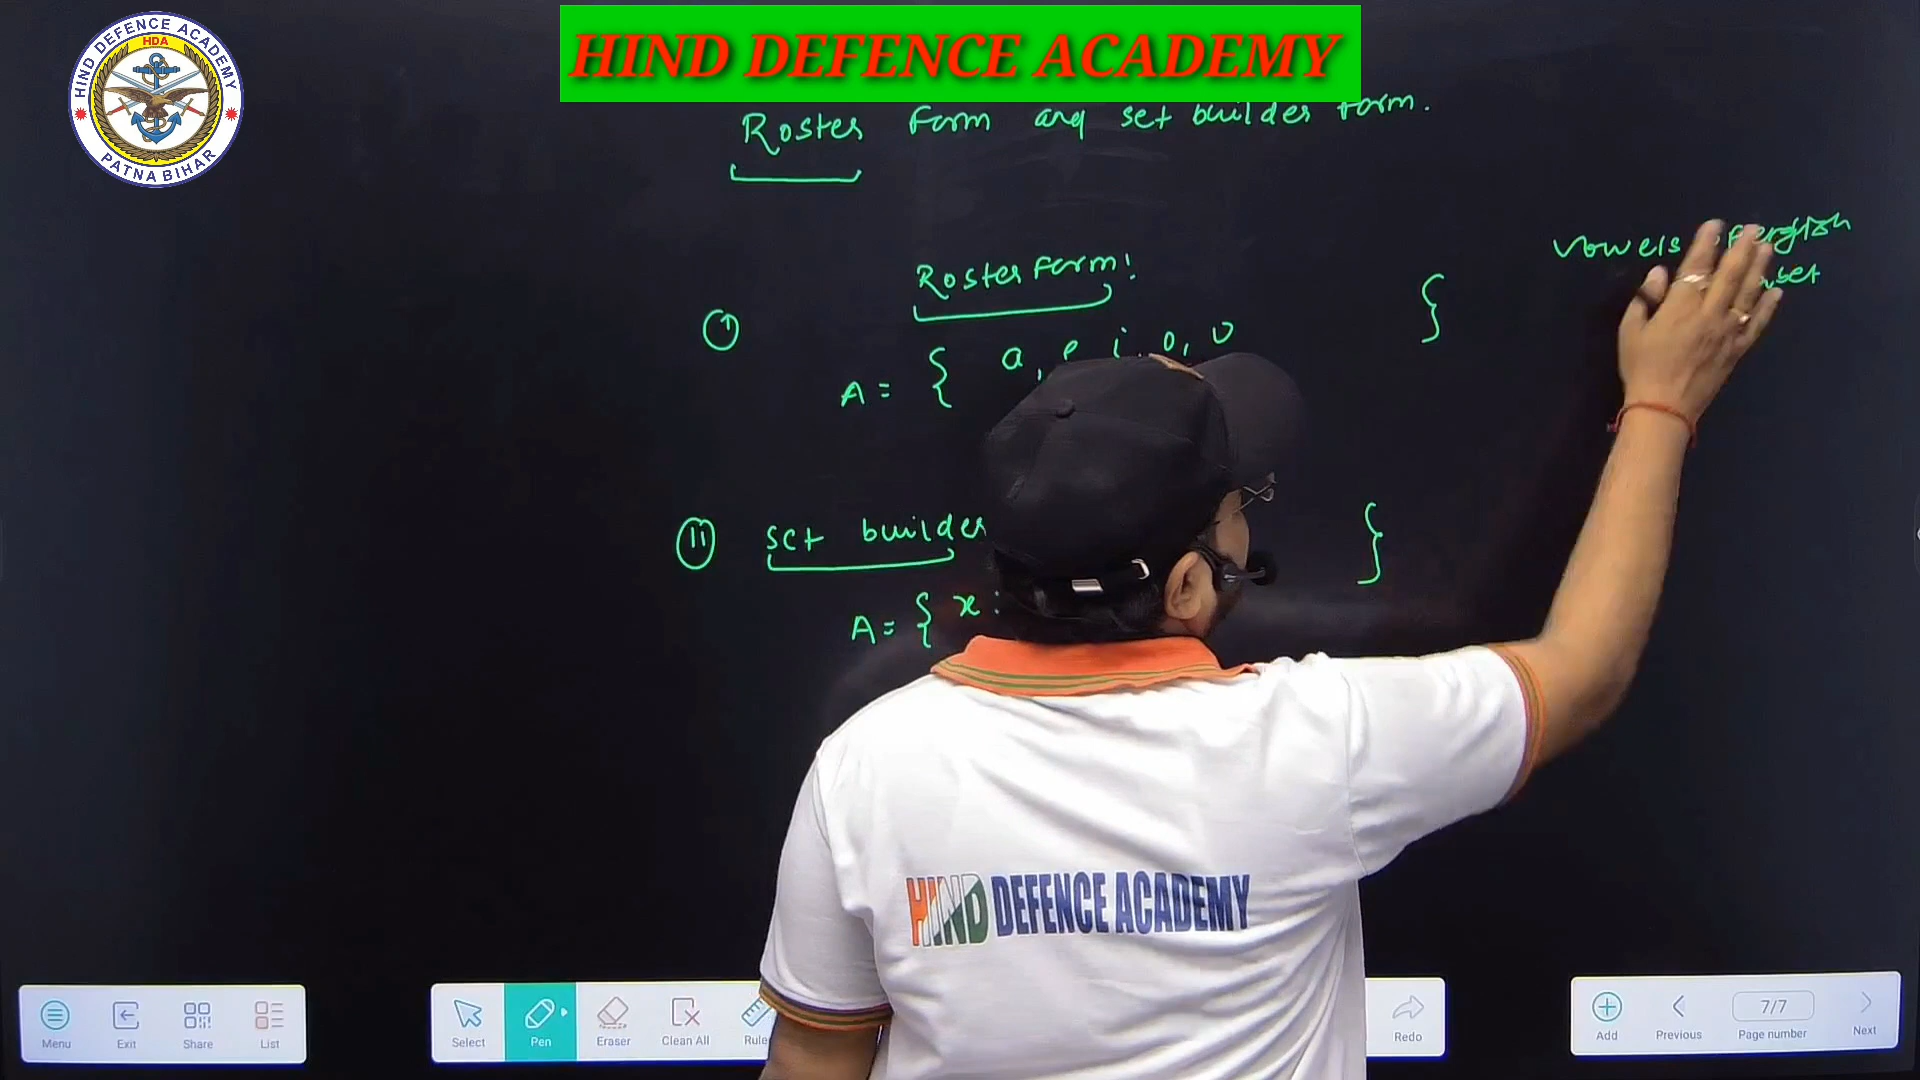 HIND DEFENCE ACADEMY
HDA
PATNA BIHAR
HIND DEFENCE ACADEMY
Roster Form and set builder form.
Vowels of english
Roster Form!
(1)
A = { a, e i, o, u }
(11) Set builder }
A = { x :
HIND DEFENCE ACADEMY
Menu Exit Share List
Select Pen Eraser Clean All
Redo
Add Previous 7/7 Page number Next